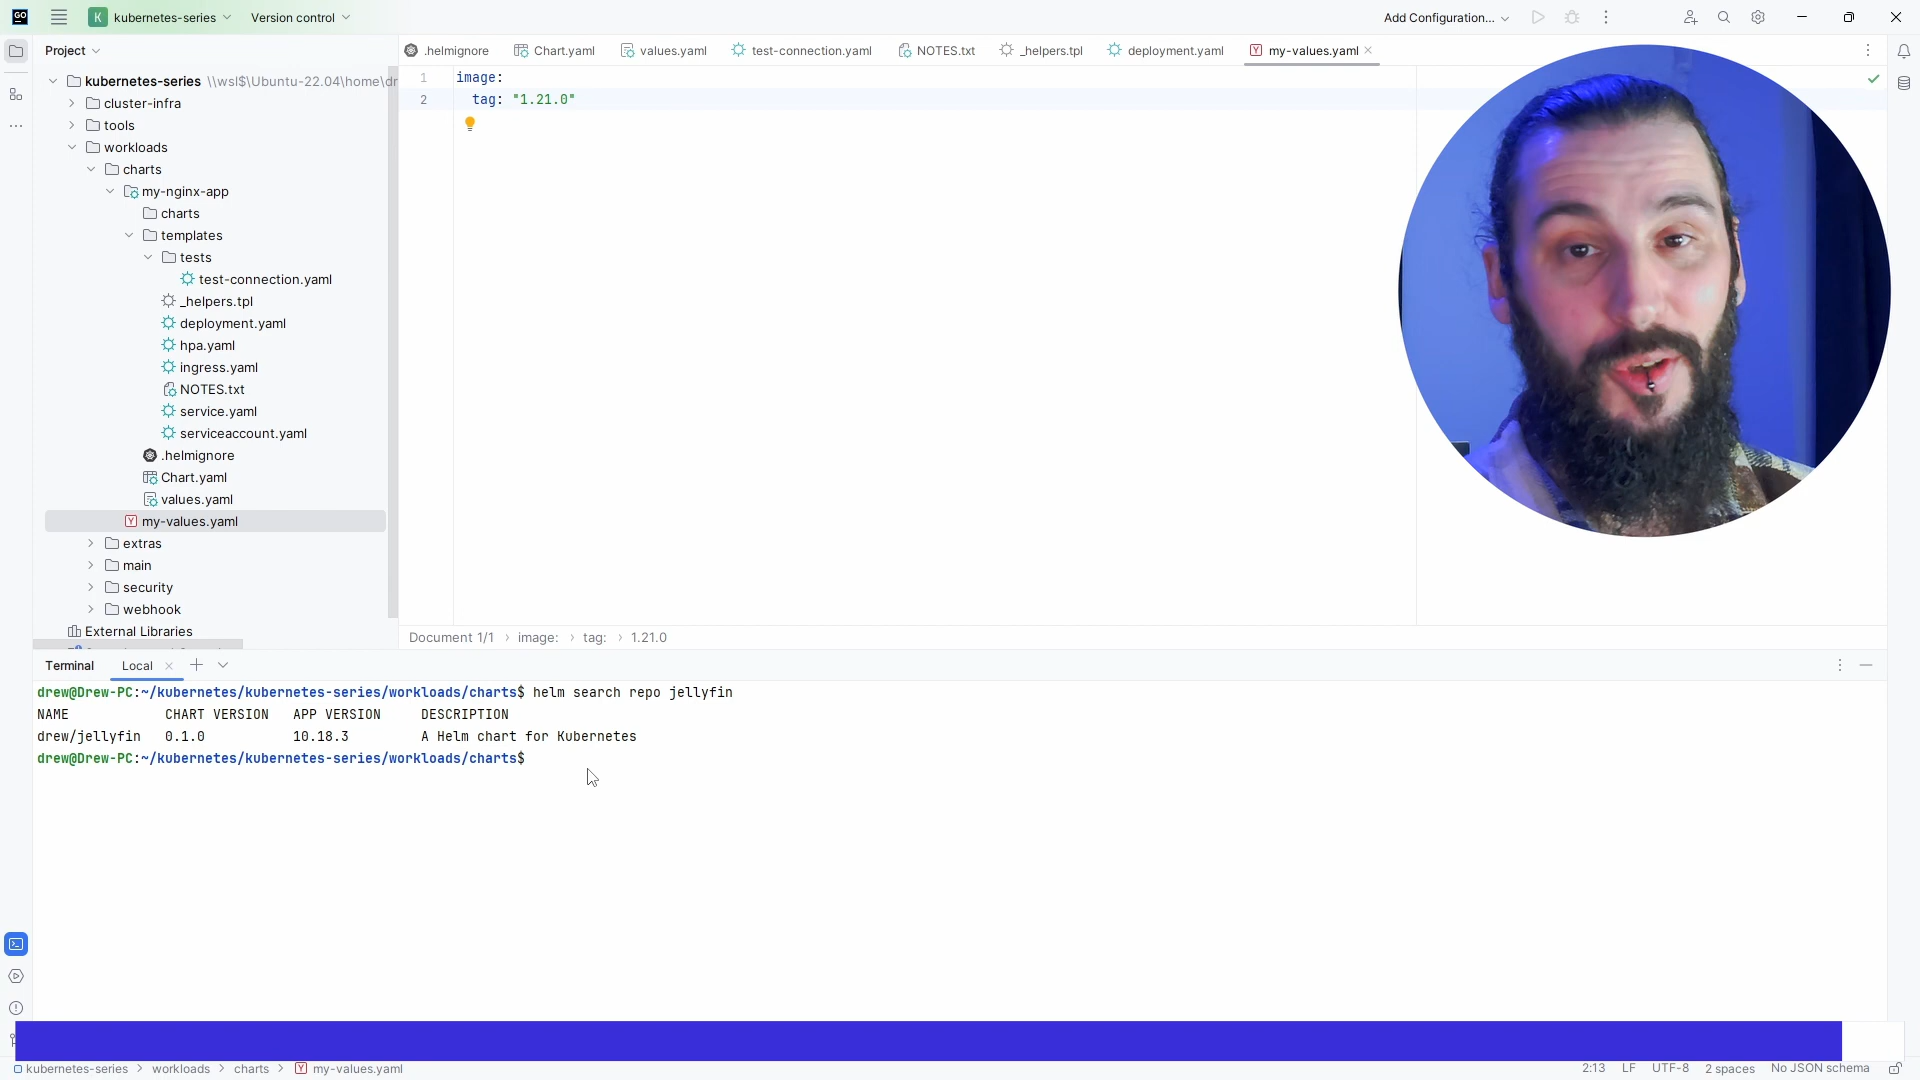 GO
K kubernetes-series
Version control
Add Configuration...
Project
.helmignore
Chart.yaml
values.yaml
test-connection.yaml
NOTES.txt
_helpers.tpl
deployment.yaml
my-values.yaml
kubernetes-series \\wsl$\Ubuntu-22.04\home\dr
cluster-infra
tools
workloads
charts
my-nginx-app
charts
templates
tests
test-connection.yaml
_helpers.tpl
deployment.yaml
hpa.yaml
ingress.yaml
NOTES.txt
service.yaml
serviceaccount.yaml
.helmignore
Chart.yaml
values.yaml
my-values.yaml
extras
main
security
webhook
External Libraries
1 image:
2 tag: "1.21.0"
Document 1/1 › image: › tag: › 1.21.0
Terminal
Local
drew@Drew-PC:~/kubernetes/kubernetes-series/workloads/charts$ helm search repo jellyfin
NAME CHART VERSION APP VERSION DESCRIPTION
drew/jellyfin 0.1.0 10.18.3 A Helm chart for Kubernetes
drew@Drew-PC:~/kubernetes/kubernetes-series/workloads/charts$
kubernetes-series › workloads › charts › my-values.yaml
2:13 LF UTF-8 2 spaces No JSON schema